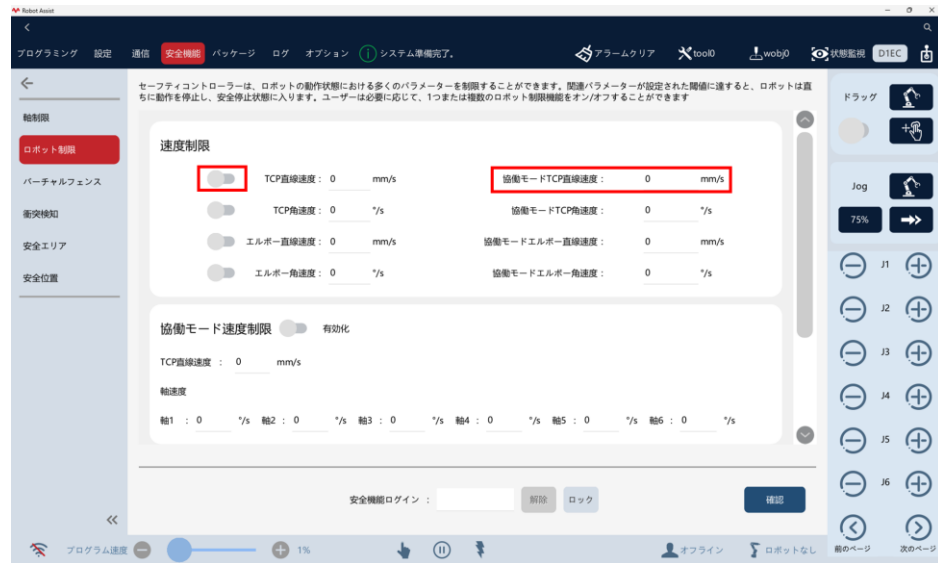 Robot Assist
プログラミング 設定 通信 安全機能 パッケージ ログ オプション システム準備完了。 アラームクリア tool0 wobj0 状態監視 D1EC
セーフティコントローラーは、ロボットの動作状態における多くのパラメーターを制限することができます。関連パラメーターが設定された閾値に達すると、ロボットは直
ちに動作を停止し、安全停止状態に入ります。ユーザーは必要に応じて、1つまたは複数のロボット制限機能をオン/オフすることができます
軸制限
ロボット制限
バーチャルフェンス
衝突検知
安全エリア
安全位置
速度制限
TCP直線速度： 0 mm/s 協働モードTCP直線速度： 0 mm/s
TCP角速度： 0 °/s 協働モードTCP角速度： 0 °/s
エルボー直線速度： 0 mm/s 協働モードエルボー直線速度： 0 mm/s
エルボー角速度： 0 °/s 協働モードエルボー角速度： 0 °/s
協働モード速度制限 有効化
TCP直線速度 ： 0 mm/s
軸速度
軸1 ：0 °/s 軸2 ：0 °/s 軸3 ：0 °/s 軸4 ：0 °/s 軸5 ：0 °/s 軸6 ：0 °/s
安全機能ログイン ： 解除 ロック 確認
ドラッグ
Jog
75%
J1
J2
J3
J4
J5
J6
前のページ 次のページ
プログラム速度 1% オフライン ロボットなし